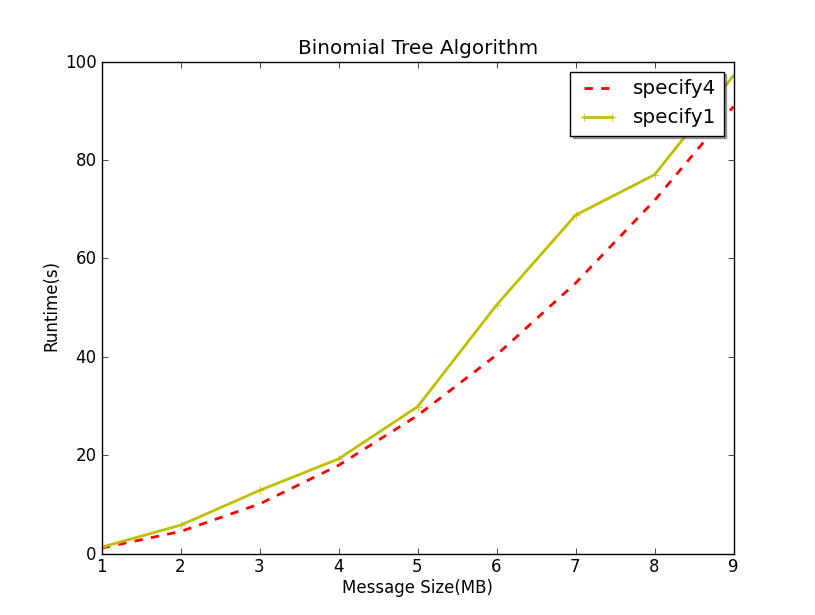 Binomial Tree Algorithm
specify4
specify1
100
80
60
40
20
0
Runtime(s)
1 2 3 4 5 6 7 8 9
Message Size(MB)